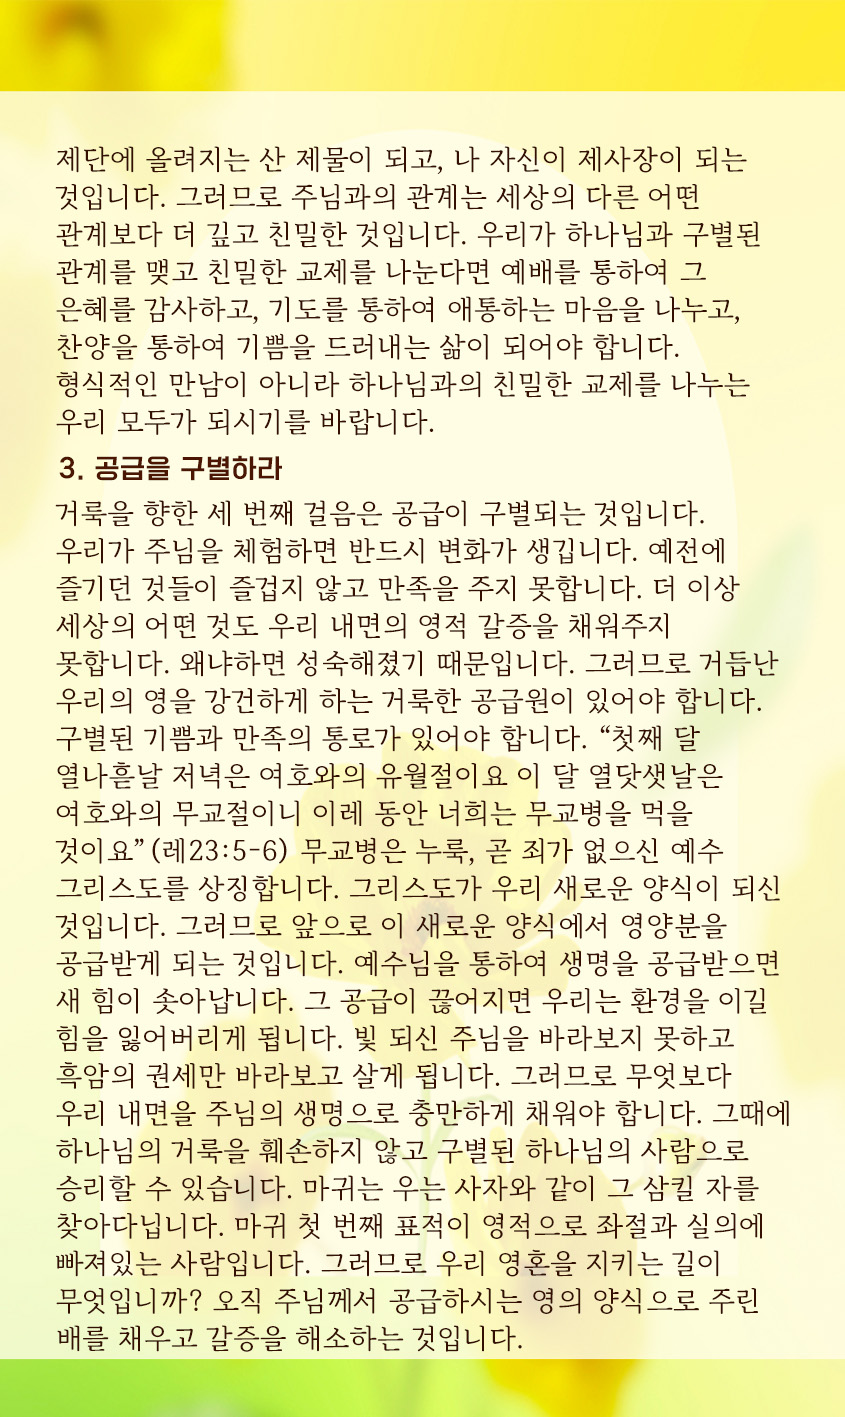 제단에 올려지는 산 제물이 되고, 나 자신이 제사장이 되는
것입니다. 그러므로 주님과의 관계는 세상의 다른 어떤
관계보다 더 깊고 친밀한 것입니다. 우리가 하나님과 구별된
관계를 맺고 친밀한 교제를 나눈다면 예배를 통하여 그
은혜를 감사하고, 기도를 통하여 애통하는 마음을 나누고,
찬양을 통하여 기쁨을 드러내는 삶이 되어야 합니다.
형식적인 만남이 아니라 하나님과의 친밀한 교제를 나누는
우리 모두가 되시기를 바랍니다.
3. 공급을 구별하라
거룩을 향한 세 번째 걸음은 공급이 구별되는 것입니다.
우리가 주님을 체험하면 반드시 변화가 생깁니다. 예전에
즐기던 것들이 즐겁지 않고 만족을 주지 못합니다. 더 이상
세상의 어떤 것도 우리 내면의 영적 갈증을 채워주지
못합니다. 왜냐하면 성숙해졌기 때문입니다. 그러므로 거듭난
우리의 영을 강건하게 하는 거룩한 공급원이 있어야 합니다.
구별된 기쁨과 만족의 통로가 있어야 합니다. “첫째 달
열나흗날 저녁은 여호와의 유월절이요 이 달 열닷샛날은
여호와의 무교절이니 이레 동안 너희는 무교병을 먹을
것이요” (레23:5-6) 무교병은 누룩, 곧 죄가 없으신 예수
그리스도를 상징합니다. 그리스도가 우리 새로운 양식이 되신
것입니다. 그러므로 앞으로 이 새로운 양식에서 영양분을
공급받게 되는 것입니다. 예수님을 통하여 생명을 공급받으면
새 힘이 솟아납니다. 그 공급이 끊어지면 우리는 환경을 이길
힘을 잃어버리게 됩니다. 빛 되신 주님을 바라보지 못하고
흑암의 권세만 바라보고 살게 됩니다. 그러므로 무엇보다
우리 내면을 주님의 생명으로 충만하게 채워야 합니다. 그때에
하나님의 거룩을 훼손하지 않고 구별된 하나님의 사람으로
승리할 수 있습니다. 마귀는 우는 사자와 같이 그 삼킬 자를
찾아다닙니다. 마귀 첫 번째 표적이 영적으로 좌절과 실의에
빠져있는 사람입니다. 그러므로 우리 영혼을 지키는 길이
무엇입니까? 오직 주님께서 공급하시는 영의 양식으로 주린
배를 채우고 갈증을 해소하는 것입니다.